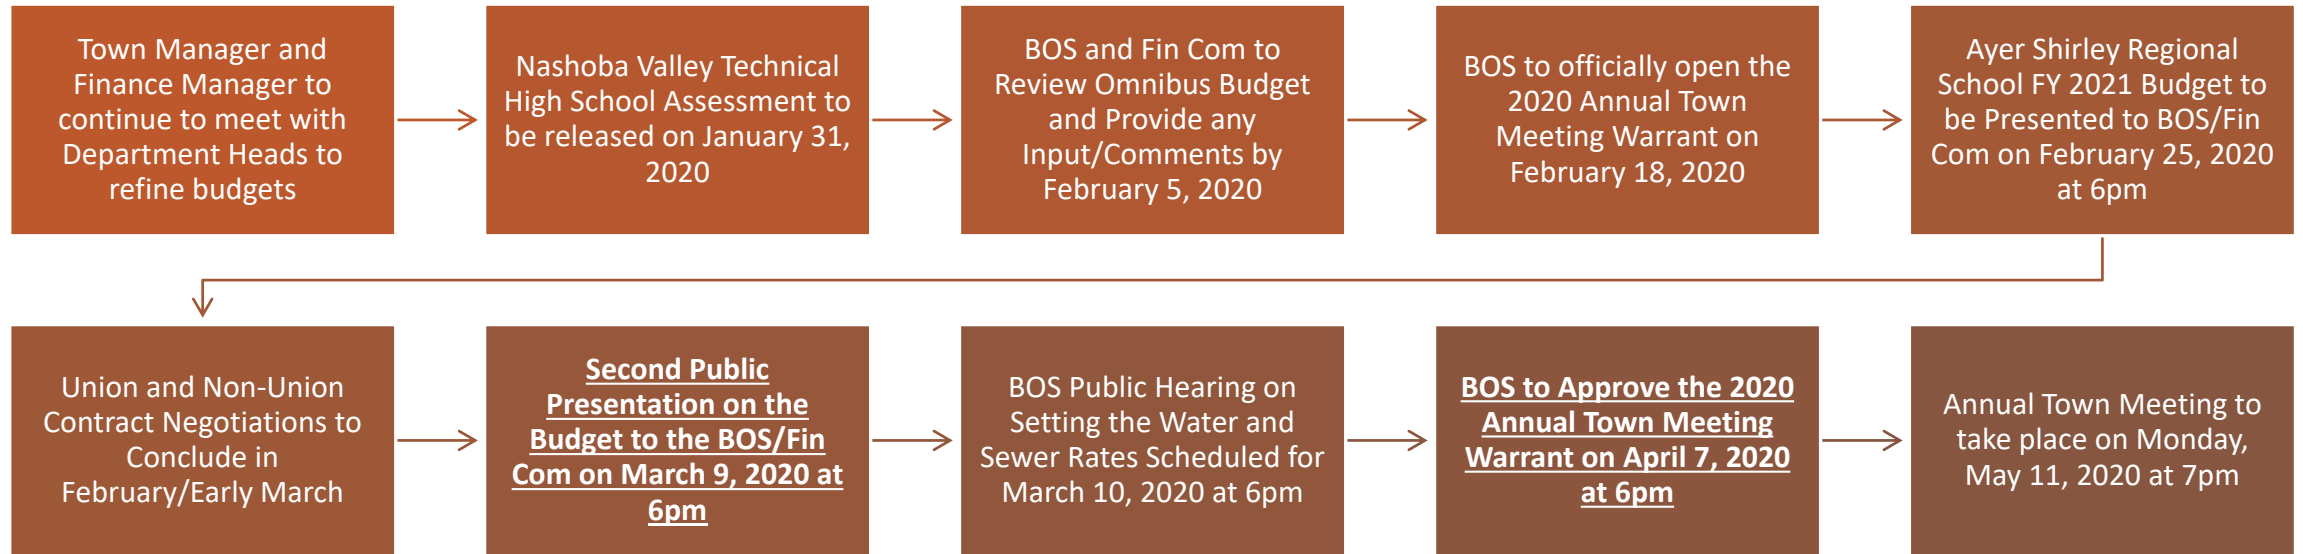 Town Manager and
Finance Manager to
continue to meet with
Department Heads to
refine budgets
Nashoba Valley Technical
High School Assessment to
be released on January 31,
2020
BOS and Fin Com to
Review Omnibus Budget
and Provide any
Input/Comments by
February 5, 2020
BOS to officially open the
2020 Annual Town
Meeting Warrant on
February 18, 2020
Ayer Shirley Regional
School FY 2021 Budget to
be Presented to BOS/Fin
Com on February 25, 2020
at 6pm
Union and Non-Union
Contract Negotiations to
Conclude in
February/Early March
Second Public
Presentation on the
Budget to the BOS/Fin
Com on March 9, 2020 at
6pm
BOS Public Hearing on
Setting the Water and
Sewer Rates Scheduled for
March 10, 2020 at 6pm
BOS to Approve the 2020
Annual Town Meeting
Warrant on April 7, 2020
at 6pm
Annual Town Meeting to
take place on Monday,
May 11, 2020 at 7pm